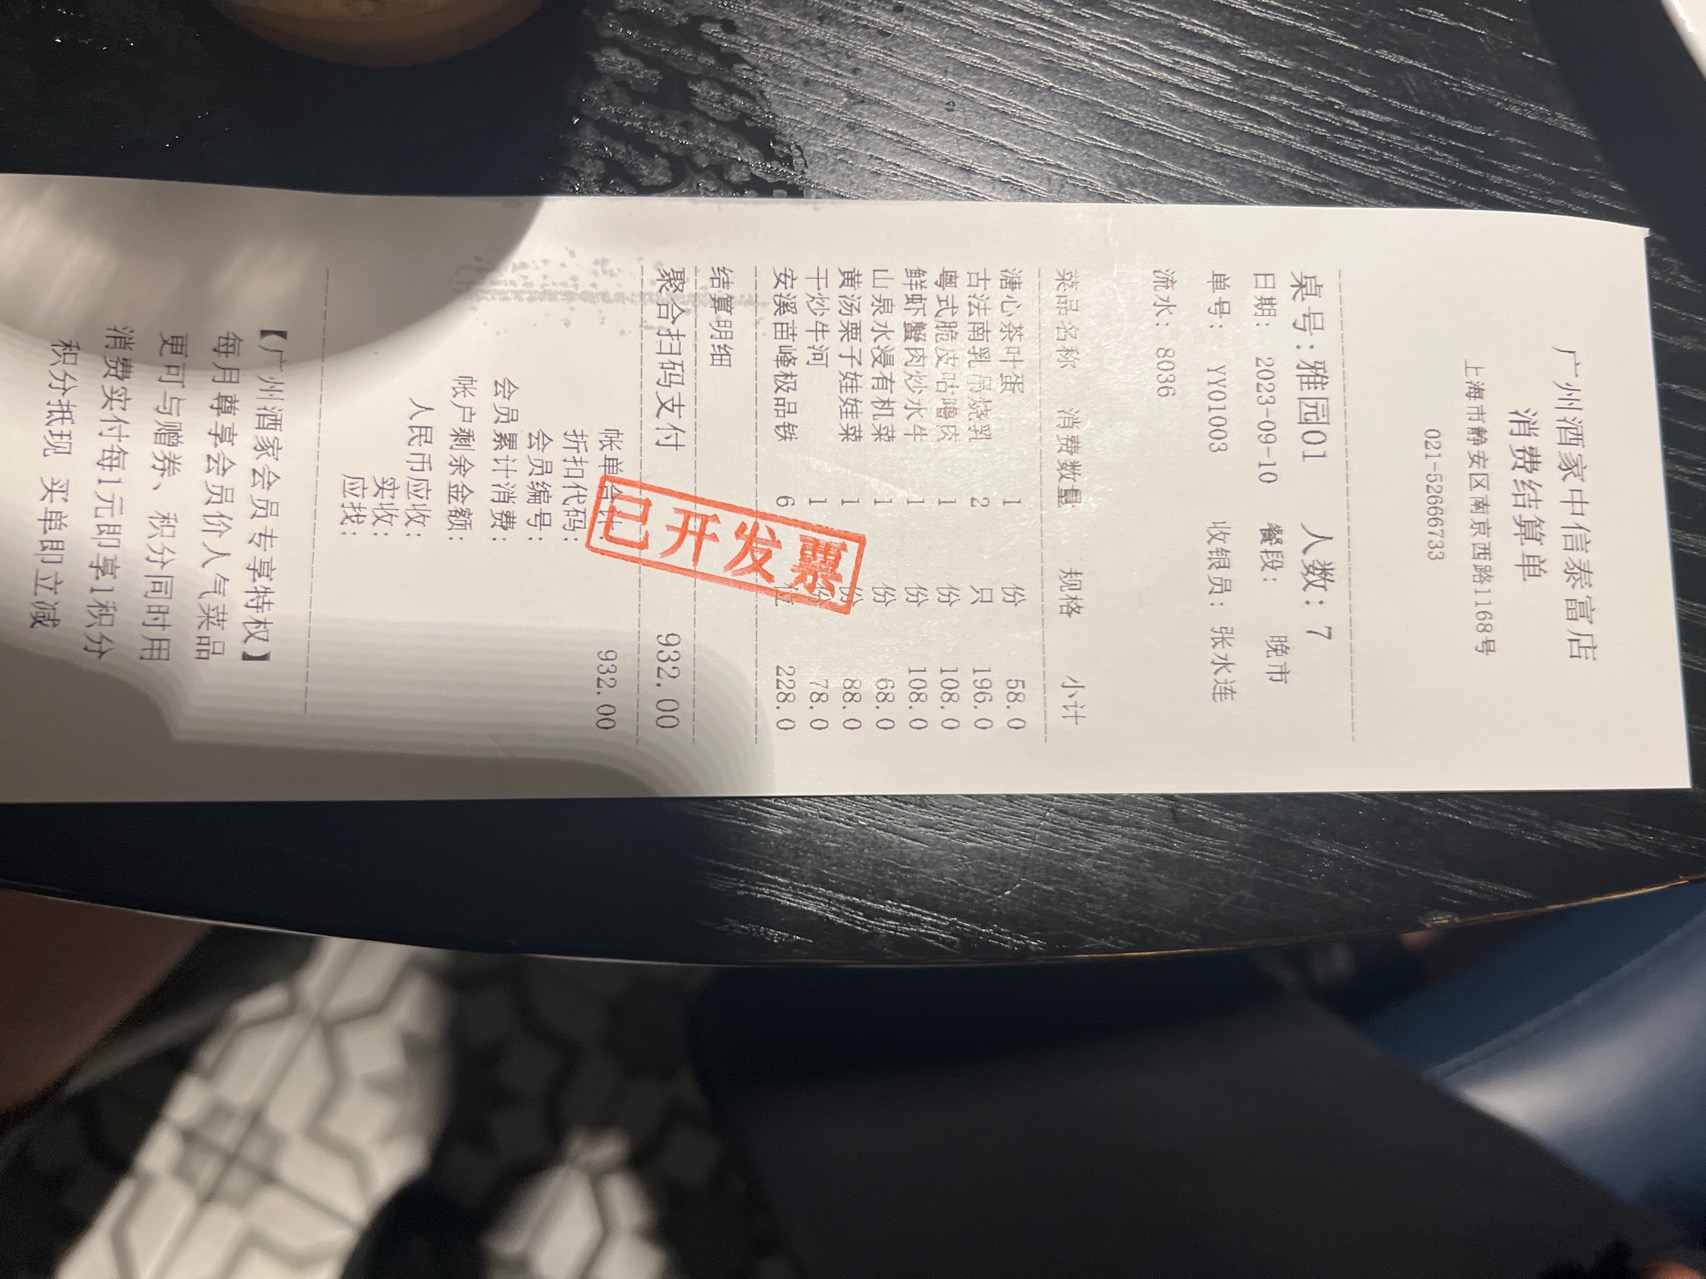 广州酒家中信泰富店
消费结算单
上海市静安区南京西路1168号
021-52666733
桌号:雅园01 人数:7
日期: 2023-09-10 餐段: 晚市
单号: YY01003 收银员: 张水连
流水: 8036
菜品名称 消费数量 规格 小计
溏心茶叶蛋 1 份 58.0
古法南乳吊烧乳 2 只 196.0
粤式脆皮咕噜肉 1 份 108.0
鲜虾蟹肉炒水牛 1 份 108.0
山泉水浸有机菜 1 份 68.0
黄汤栗子娃娃菜 1 份 88.0
干炒牛河 1 份 78.0
安溪苗峰极品铁 6 位 228.0
结算明细
聚合扫码支付 932.00
帐单合计: 932.00
折扣代码:
会员编号:
会员累计消费:
帐户剩余金额:
人民币应收:
实收:
应找:
已开发票
【广州酒家会员专享特权】
每月尊享会员价人气菜品
更可与赠券、积分同时用
消费实付每1元即享1积分
积分抵现 买单即立减